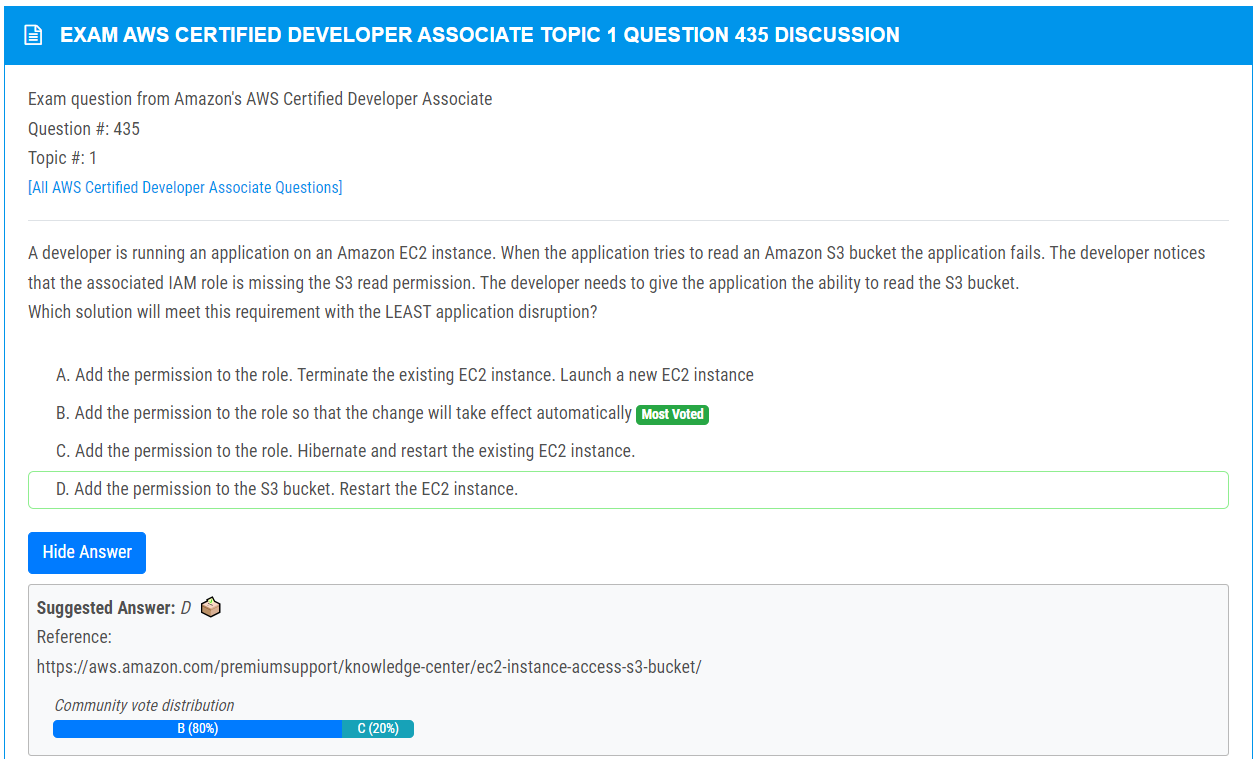 EXAM AWS CERTIFIED DEVELOPER ASSOCIATE TOPIC 1 QUESTION 435 DISCUSSION
Exam question from Amazon's AWS Certified Developer Associate
Question #: 435
Topic #: 1
[All AWS Certified Developer Associate Questions]
A developer is running an application on an Amazon EC2 instance. When the application tries to read an Amazon S3 bucket the application fails. The developer notices
that the associated IAM role is missing the S3 read permission. The developer needs to give the application the ability to read the S3 bucket.
Which solution will meet this requirement with the LEAST application disruption?
A. Add the permission to the role. Terminate the existing EC2 instance. Launch a new EC2 instance
B. Add the permission to the role so that the change will take effect automatically Most Voted
C. Add the permission to the role. Hibernate and restart the existing EC2 instance.
D. Add the permission to the S3 bucket. Restart the EC2 instance.
Hide Answer
Suggested Answer: D
Reference:
https://aws.amazon.com/premiumsupport/knowledge-center/ec2-instance-access-s3-bucket/
Community vote distribution
B (80%) C (20%)